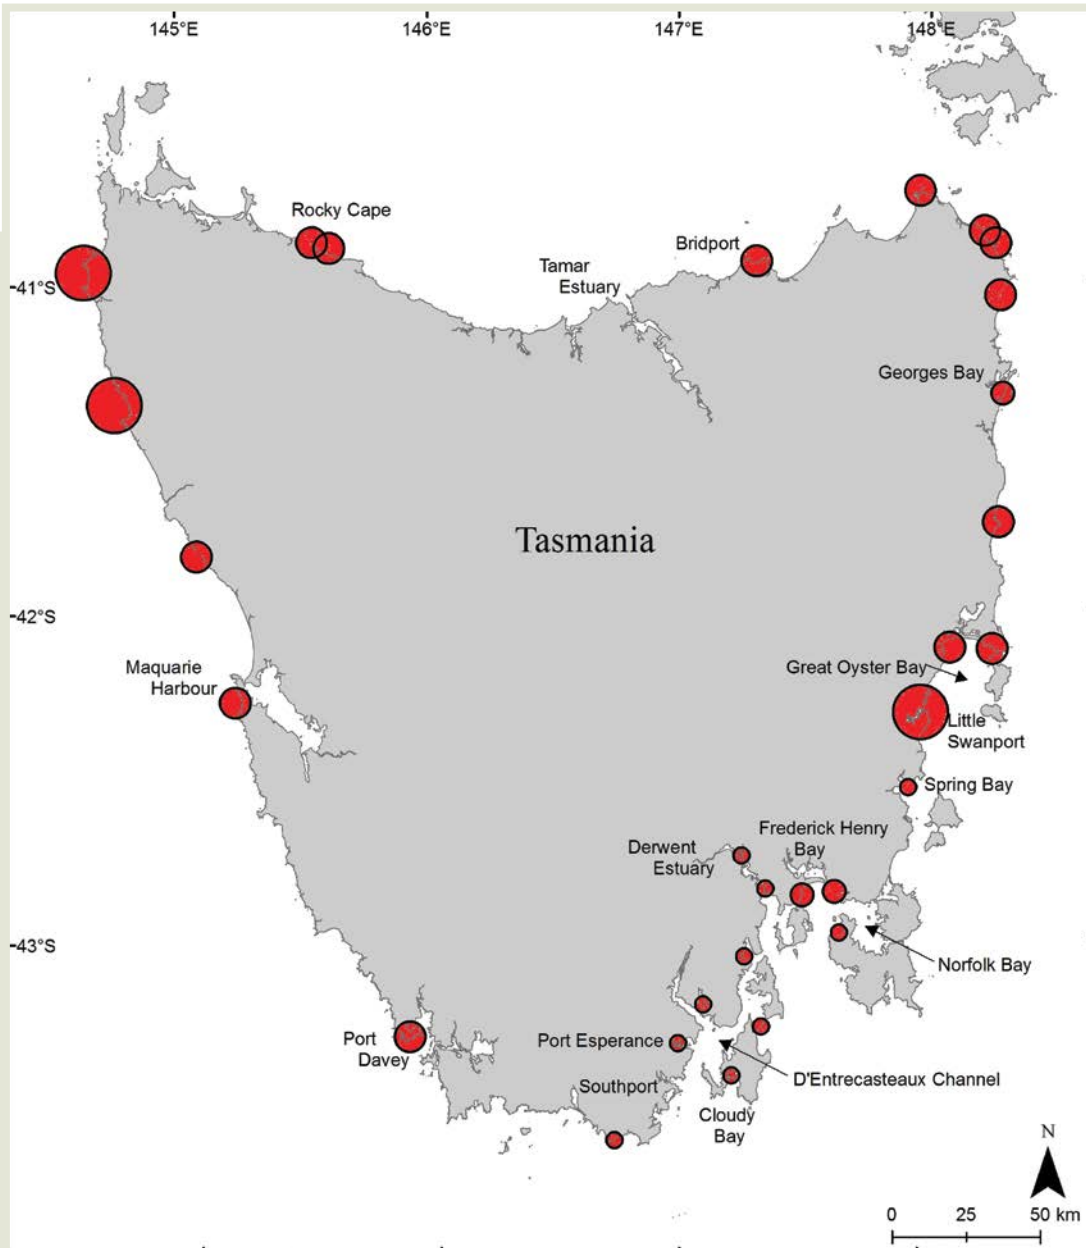 145°E
146°E
147°E
148°E
Rocky Cape
Bridport
Tamar
Estuary
41°S
Georges Bay
Tasmania
42°S
Maquarie
Harbour
Great Oyster Bay
Little
Swanport
Spring Bay
Frederick Henry
Bay
Derwent
Estuary
43°S
Norfolk Bay
Port
Davey
Port Esperance
D'Entrecasteaux Channel
Southport
Cloudy
Bay
N
0 25 50 km